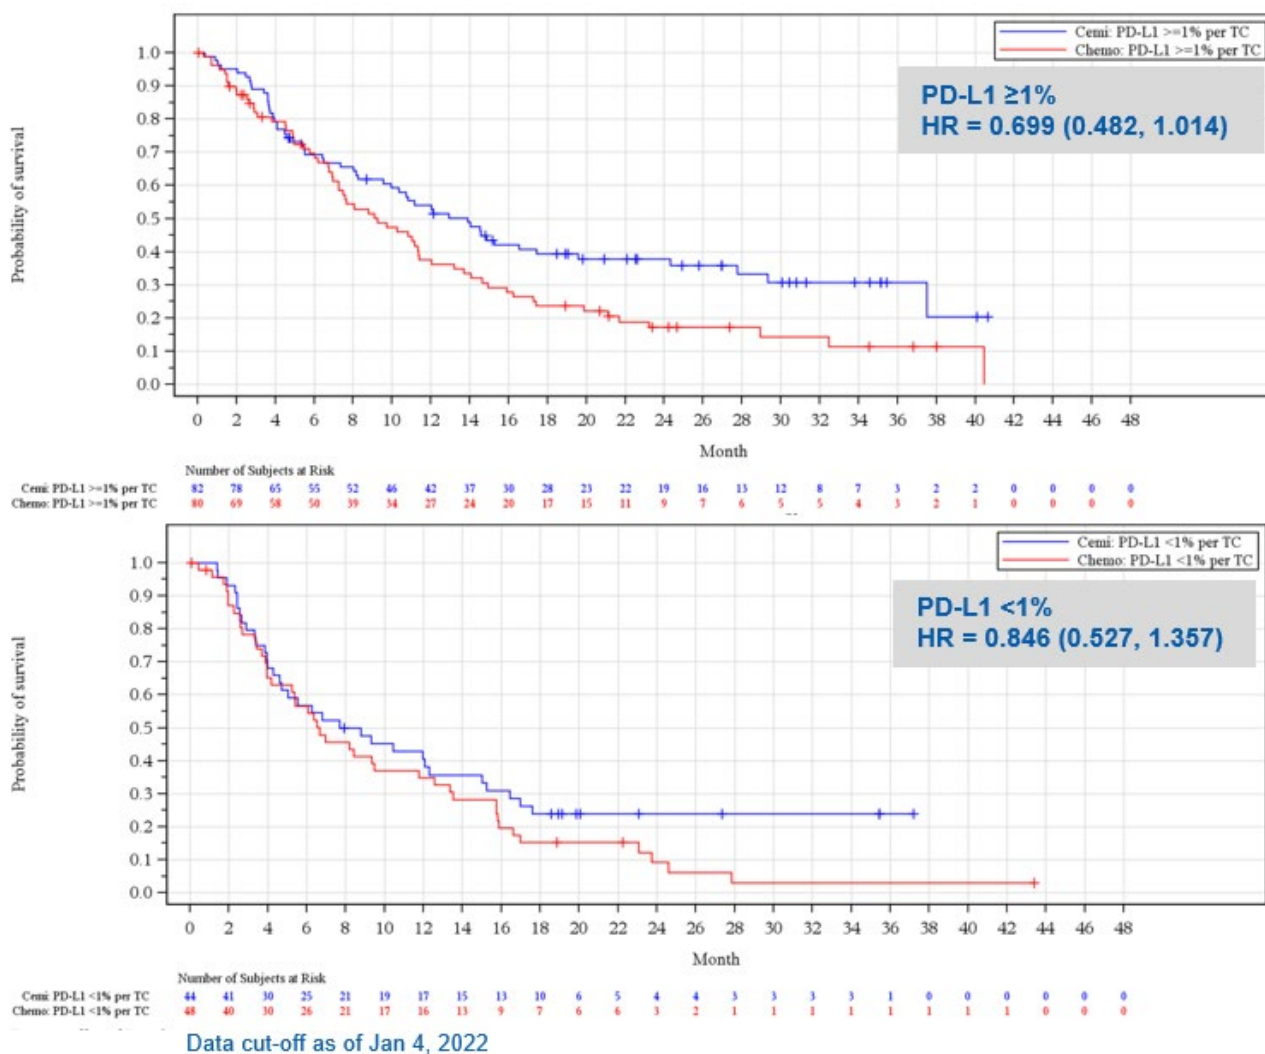 Cemi: PD-L1 >=1% per TC
Chemo: PD-L1 >=1% per TC
PD-L1 ≥1%
HR = 0.699 (0.482, 1.014)
Probability of survival
1.0
0.9
0.8
0.7
0.6
0.5
0.4
0.3
0.2
0.1
0.0
0 2 4 6 8 10 12 14 16 18 20 22 24 26 28 30 32 34 36 38 40 42 44 46 48
Month
Number of Subjects at Risk
Cemi: PD-L1 >=1% per TC 82 78 65 55 52 46 42 37 30 28 23 22 19 16 13 12 8 7 3 2 2 0 0 0 0
Chemo: PD-L1 >=1% per TC 80 69 58 50 39 34 27 24 20 17 15 11 9 7 6 5 5 4 3 2 1 0 0 0 0
Cemi: PD-L1 <1% per TC
Chemo: PD-L1 <1% per TC
PD-L1 <1%
HR = 0.846 (0.527, 1.357)
Probability of survival
1.0
0.9
0.8
0.7
0.6
0.5
0.4
0.3
0.2
0.1
0.0
0 2 4 6 8 10 12 14 16 18 20 22 24 26 28 30 32 34 36 38 40 42 44 46 48
Month
Number of Subjects at Risk
Cemi: PD-L1 <1% per TC 44 41 30 25 21 19 17 15 13 10 6 5 4 4 3 3 3 3 1 0 0 0 0 0 0
Chemo: PD-L1 <1% per TC 48 40 30 26 21 17 16 13 9 7 6 6 3 2 1 1 1 1 1 1 1 1 0 0 0
Data cut-off as of Jan 4, 2022